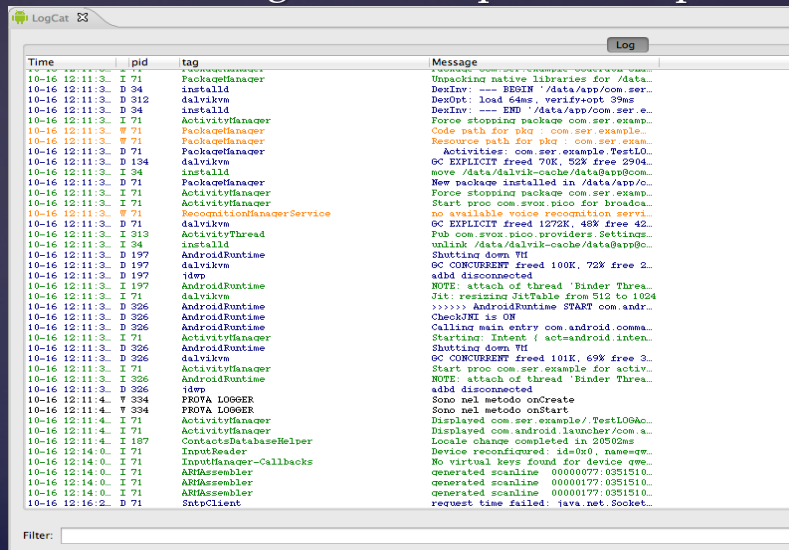 LogCat
Log
Time pid tag Message
PackageManager
10-16 12:11:3... I 71 PackageManager Unpacking native libraries for /data...
10-16 12:11:3... D 34 installd DexInv: --- BEGIN '/data/app/com.ser...
10-16 12:11:3... D 312 dalvikvm DexOpt: load 64ms, verify+opt 39ms
10-16 12:11:3... D 34 installd DexInv: --- END '/data/app/com.ser.e...
10-16 12:11:3... I 71 ActivityManager Force stopping package com.ser.examp...
10-16 12:11:3... W 71 PackageManager Code path for pkg : com.ser.example...
10-16 12:11:3... W 71 PackageManager Resource path for pkg : com.ser.exam...
10-16 12:11:3... D 71 PackageManager Activities: com.ser.example.TestLO...
10-16 12:11:3... D 134 dalvikvm GC EXPLICIT freed 70K, 52% free 2904...
10-16 12:11:3... I 34 installd move /data/dalvik-cache/data@app@com...
10-16 12:11:3... D 71 PackageManager New package installed in /data/app/c...
10-16 12:11:3... I 71 ActivityManager Force stopping package com.ser.examp...
10-16 12:11:3... I 71 ActivityManager Start proc com.svox.pico for broadca...
10-16 12:11:3... W 71 RecognitionManagerService no available voice recognition servi...
10-16 12:11:3... D 71 dalvikvm GC EXPLICIT freed 1272K, 48% free 42...
10-16 12:11:3... I 313 ActivityThread Pub com.svox.pico.providers.Settings...
10-16 12:11:3... I 34 installd unlink /data/dalvik-cache/data@app@c...
10-16 12:11:3... D 197 AndroidRuntime Shutting down VM
10-16 12:11:3... D 197 dalvikvm GC CONCURRENT freed 100K, 72% free 2...
10-16 12:11:3... D 197 jdwp adbd disconnected
10-16 12:11:3... I 197 AndroidRuntime NOTE: attach of thread 'Binder Threa...
10-16 12:11:3... I 71 dalvikvm Jit: resizing JitTable from 512 to 1024
10-16 12:11:3... D 326 AndroidRuntime >>>>>> AndroidRuntime START com.andr...
10-16 12:11:3... D 326 AndroidRuntime CheckJNI is ON
10-16 12:11:3... D 326 AndroidRuntime Calling main entry com.android.comma...
10-16 12:11:3... I 71 ActivityManager Starting: Intent { act=android.inten...
10-16 12:11:3... D 326 AndroidRuntime Shutting down VM
10-16 12:11:3... D 326 dalvikvm GC CONCURRENT freed 101K, 69% free 3...
10-16 12:11:3... I 71 ActivityManager Start proc com.ser.example for activ...
10-16 12:11:3... I 326 AndroidRuntime NOTE: attach of thread 'Binder Threa...
10-16 12:11:3... D 326 jdwp adbd disconnected
10-16 12:11:4... V 334 PROVA LOGGER Sono nel metodo onCreate
10-16 12:11:4... V 334 PROVA LOGGER Sono nel metodo onStart
10-16 12:11:4... I 71 ActivityManager Displayed com.ser.example/.TestLOGAc...
10-16 12:11:4... I 71 ActivityManager Displayed com.android.launcher/com.a...
10-16 12:11:4... I 187 ContactsDatabaseHelper Locale change completed in 20502ms
10-16 12:14:0... I 71 InputReader Device reconfigured: id=0x0, name=qw...
10-16 12:14:0... I 71 InputManager-Callbacks No virtual keys found for device qwe...
10-16 12:14:0... I 71 ARMAssembler generated scanline__00000077:0351510...
10-16 12:14:0... I 71 ARMAssembler generated scanline__00000177:0351510...
10-16 12:14:0... I 71 ARMAssembler generated scanline__00000177:0351510...
10-16 12:16:2... D 71 SntpClient request time failed: java.net.Socket...
Filter: